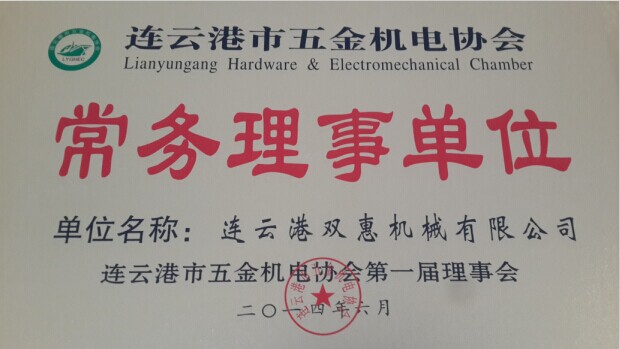 连云港市五金机电协会
Lianyungang Hardware & Electromechanical Chamber
常务理事单位
单位名称：连云港双惠机械有限公司
连云港市五金机电协会第一届理事会
二〇一四年六月